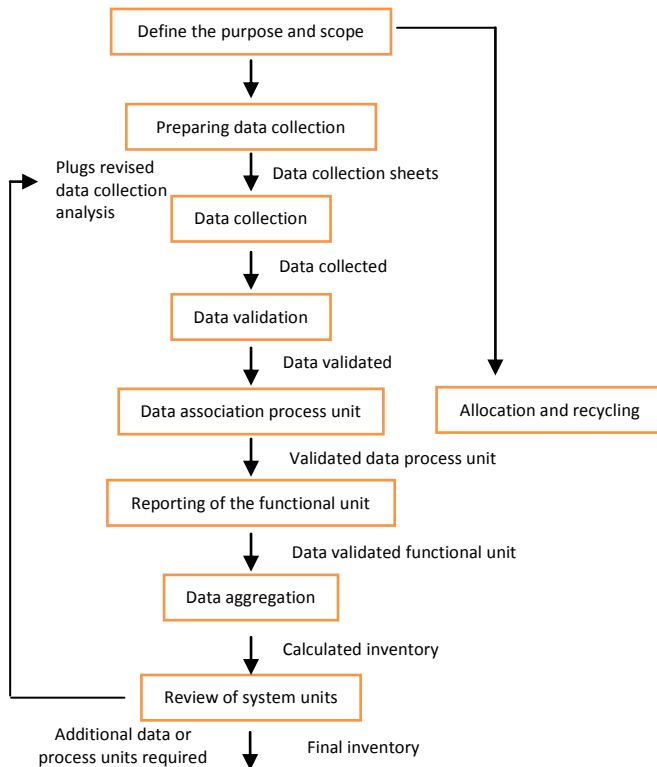 Define the purpose and scope
Preparing data collection
Plugs revised
data collection
analysis
Data collection sheets
Data collection
Data collected
Data validation
Data validated
Data association process unit
Allocation and recycling
Validated data process unit
Reporting of the functional unit
Data validated functional unit
Data aggregation
Calculated inventory
Review of system units
Additional data or
process units required
Final inventory